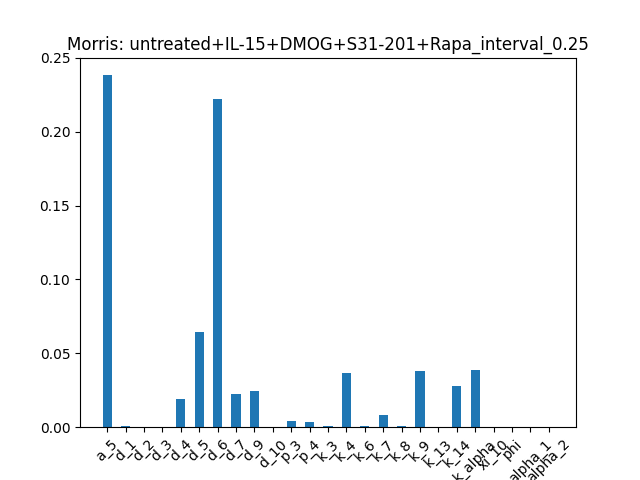 Morris: untreated+IL-15+DMOG+S31-201+Rapa_interval_0.25
0.25
0.20
0.15
0.10
0.05
0.00
a_5
d_1
d_2
d_3
d_4
d_5
d_6
d_7
d_9
d_10
p_3
p_4
k_3
k_4
k_6
k_7
k_8
k_9
k_13
k_14
k_alpha
xi_10
phi
alpha_1
alpha_2